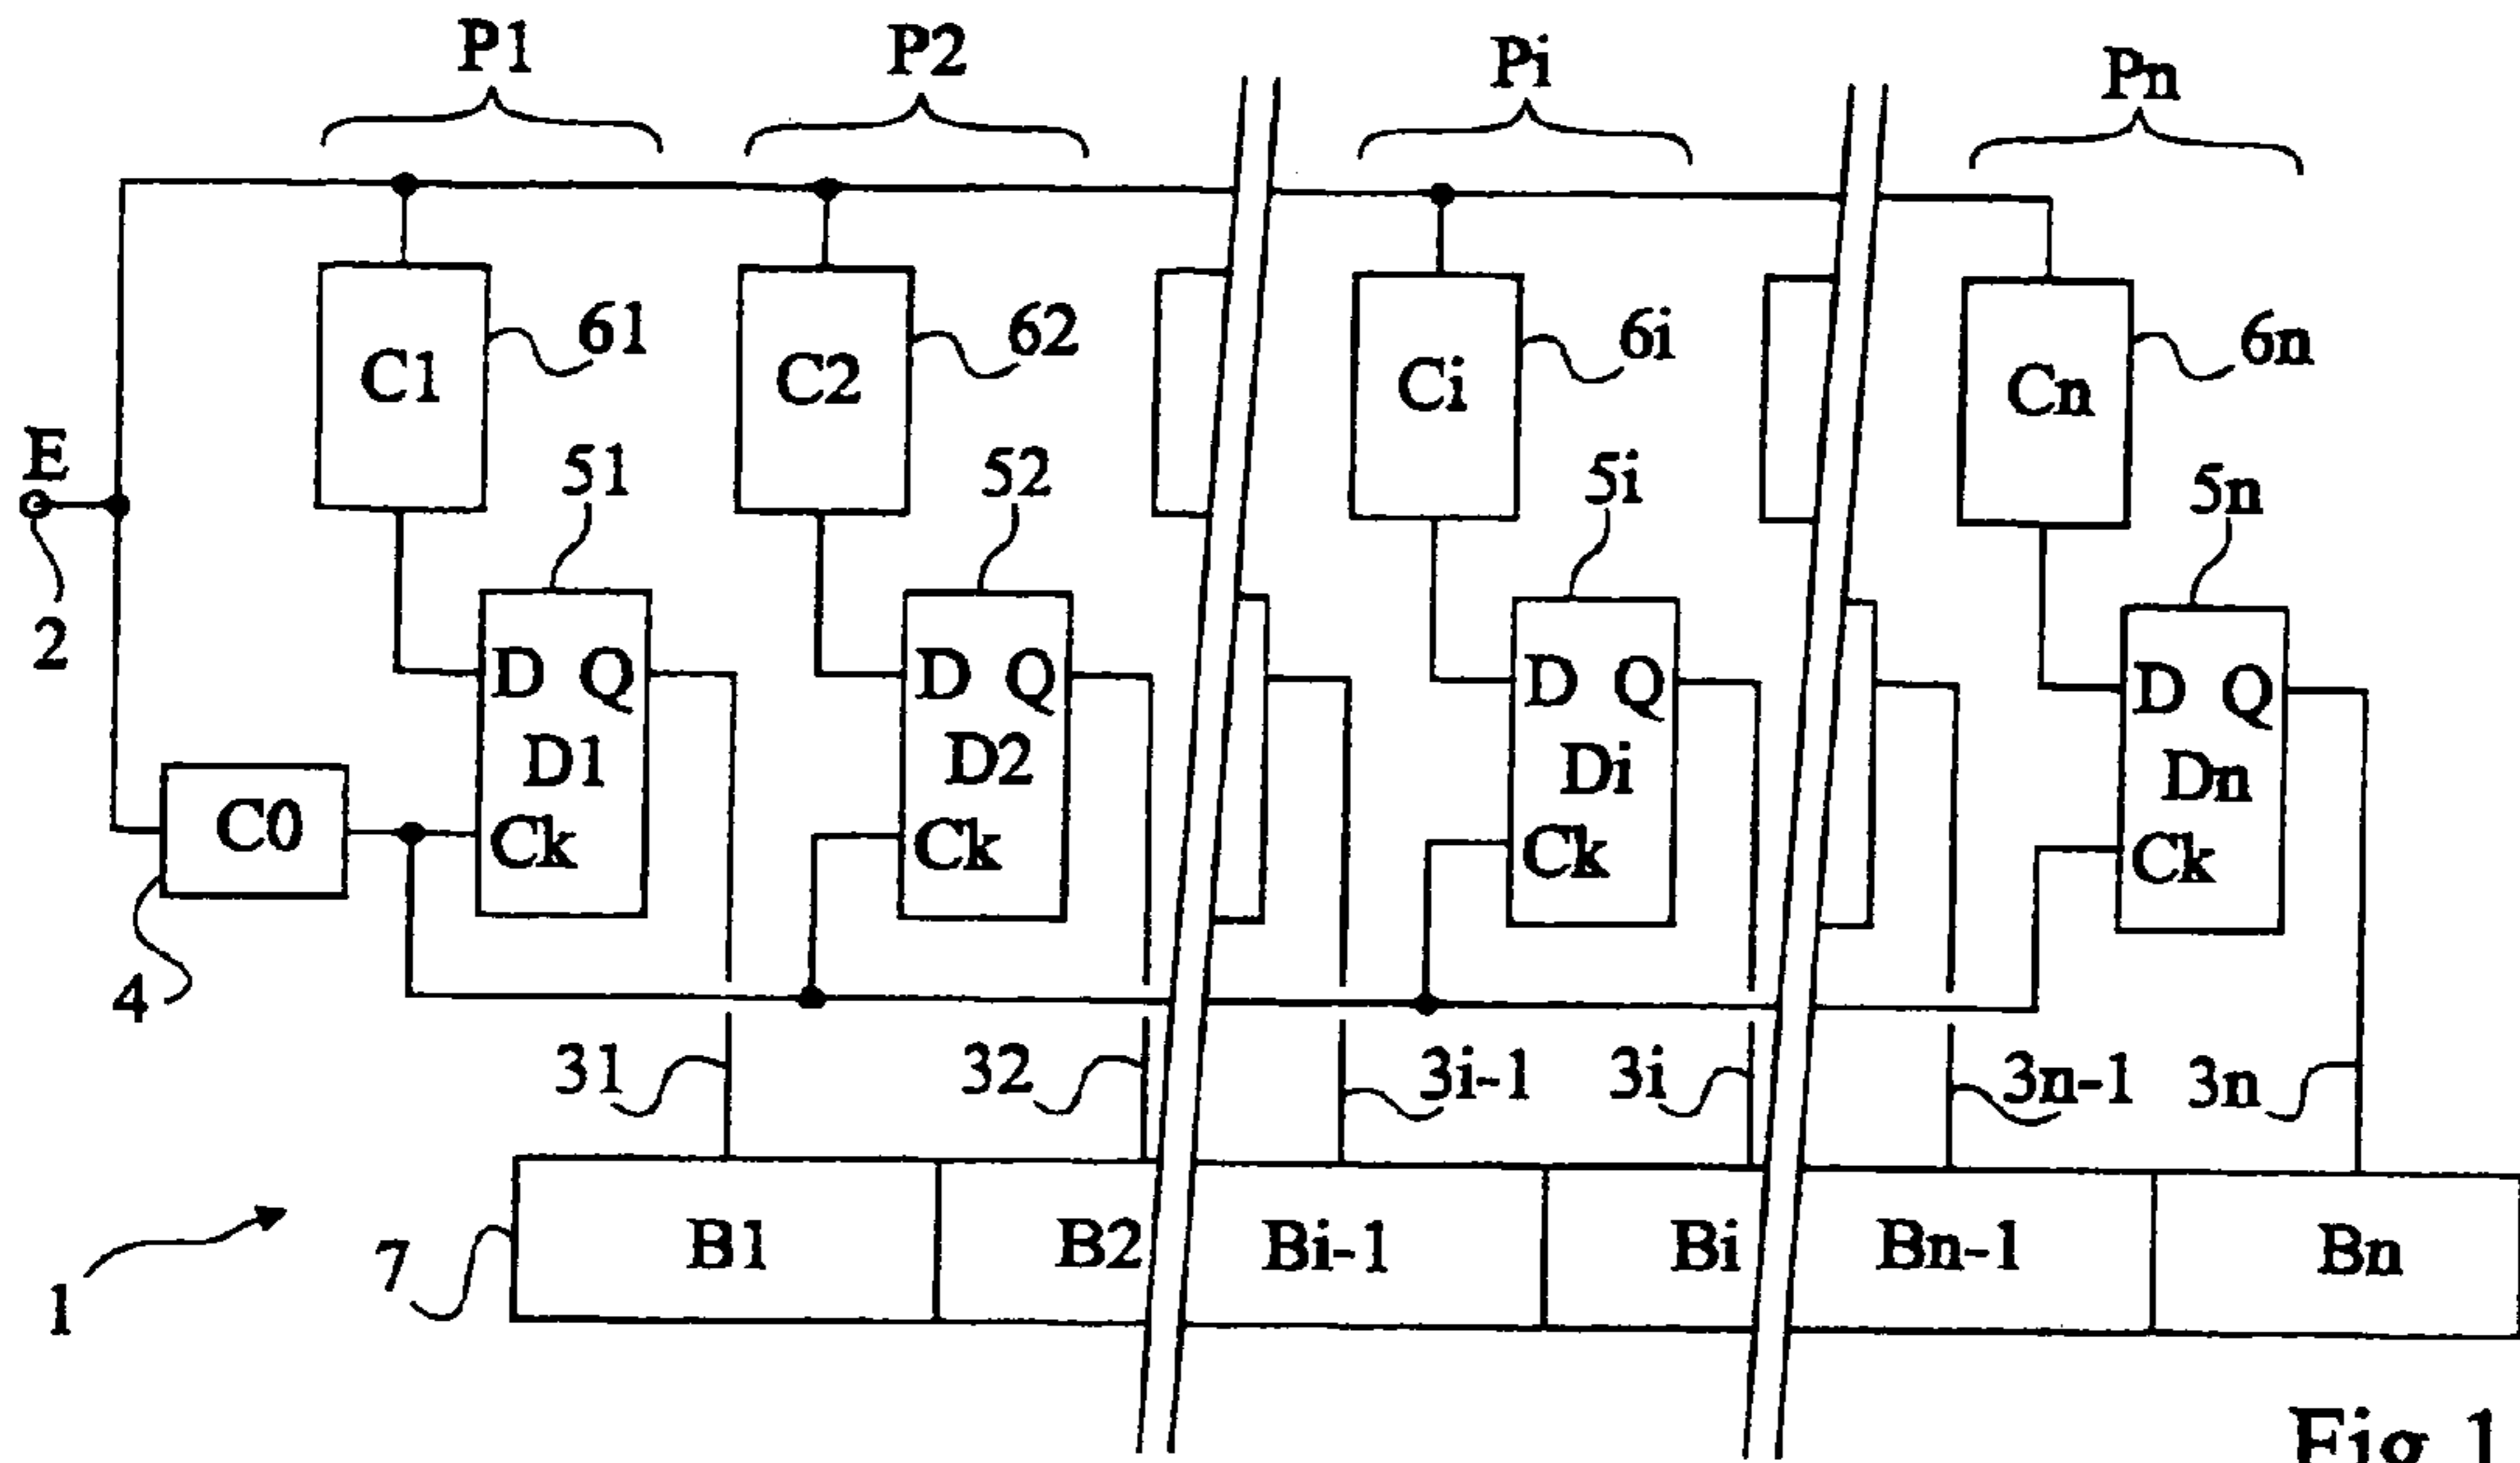 P1 P2 Pi Pn
C1 61 C2 62 Ci 6i Cn 6n
E 51 52 5i 5n
2
D Q D Q D Q D Q
D1 D2 Di Dn
C0 Ck Ck Ck Ck
4
31 32 3i-1 3i 3n-1 3n
7 B1 B2 Bi-1 Bi Bn-1 Bn
1
Fig 1